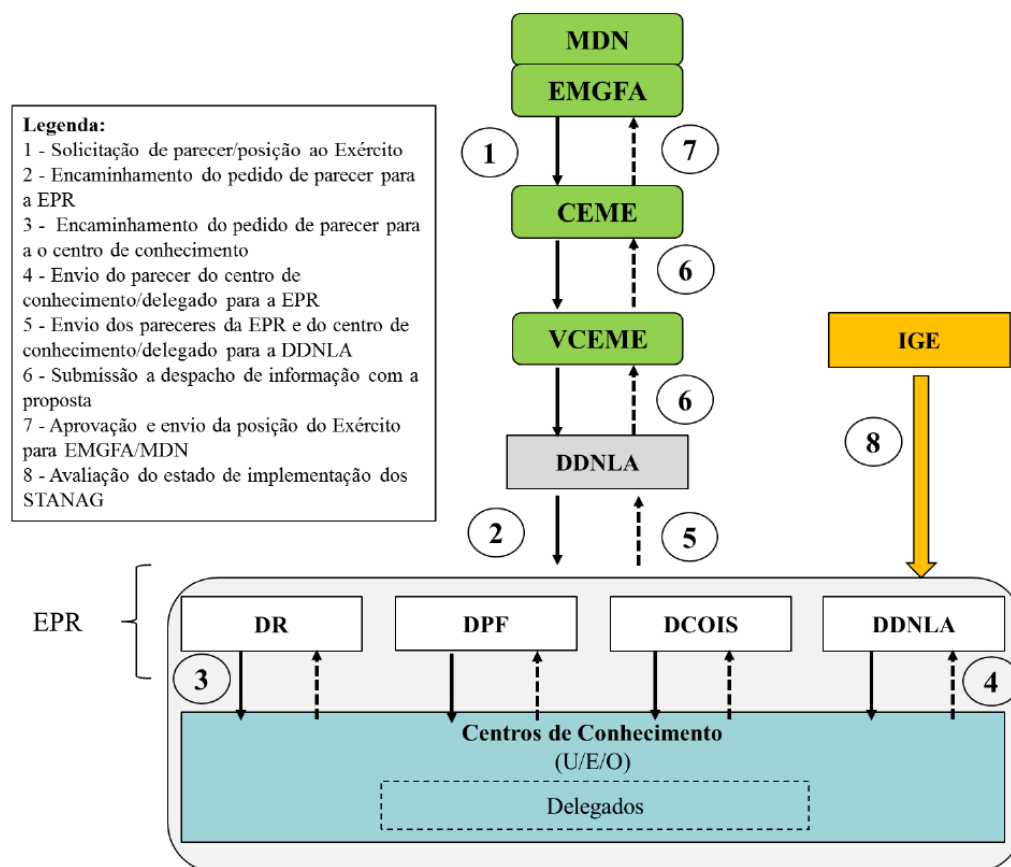 MDN
EMGFA
Legenda:
1 - Solicitação de parecer/posição ao Exército
2 - Encaminhamento do pedido de parecer para
a EPR
3 - Encaminhamento do pedido de parecer para
a o centro de conhecimento
4 - Envio do parecer do centro de
conhecimento/delegado para a EPR
5 - Envio dos pareceres da EPR e do centro de
conhecimento/delegado para a DDNLA
6 - Submissão a despacho de informação com a
proposta
7 - Aprovação e envio da posição do Exército
para EMGFA/MDN
8 - Avaliação do estado de implementação dos
STANAG
1
7
CEME
6
VCEME
IGE
6
8
DDNLA
2
5
EPR
DR
DPF
DCOIS
DDNLA
3
4
Centros de Conhecimento
(U/E/O)
Delegados